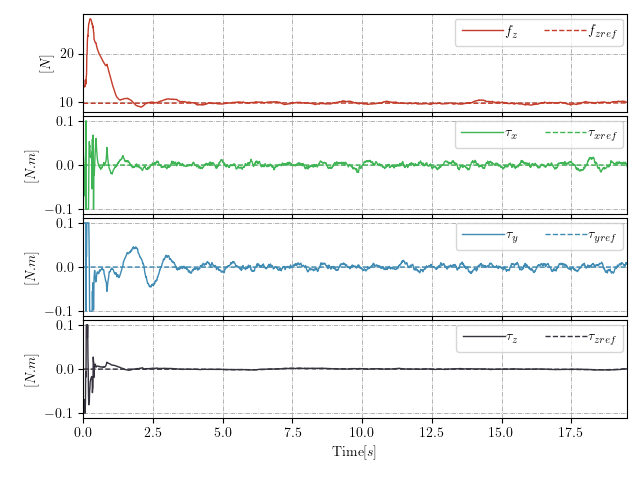 [N]
20
10
f_z
f_zref
[N.m]
0.1
0.0
−0.1
τ_x
τ_xref
[N.m]
0.1
0.0
−0.1
τ_y
τ_yref
[N.m]
0.1
0.0
−0.1
τ_z
τ_zref
0.0 2.5 5.0 7.5 10.0 12.5 15.0 17.5
Time[s]